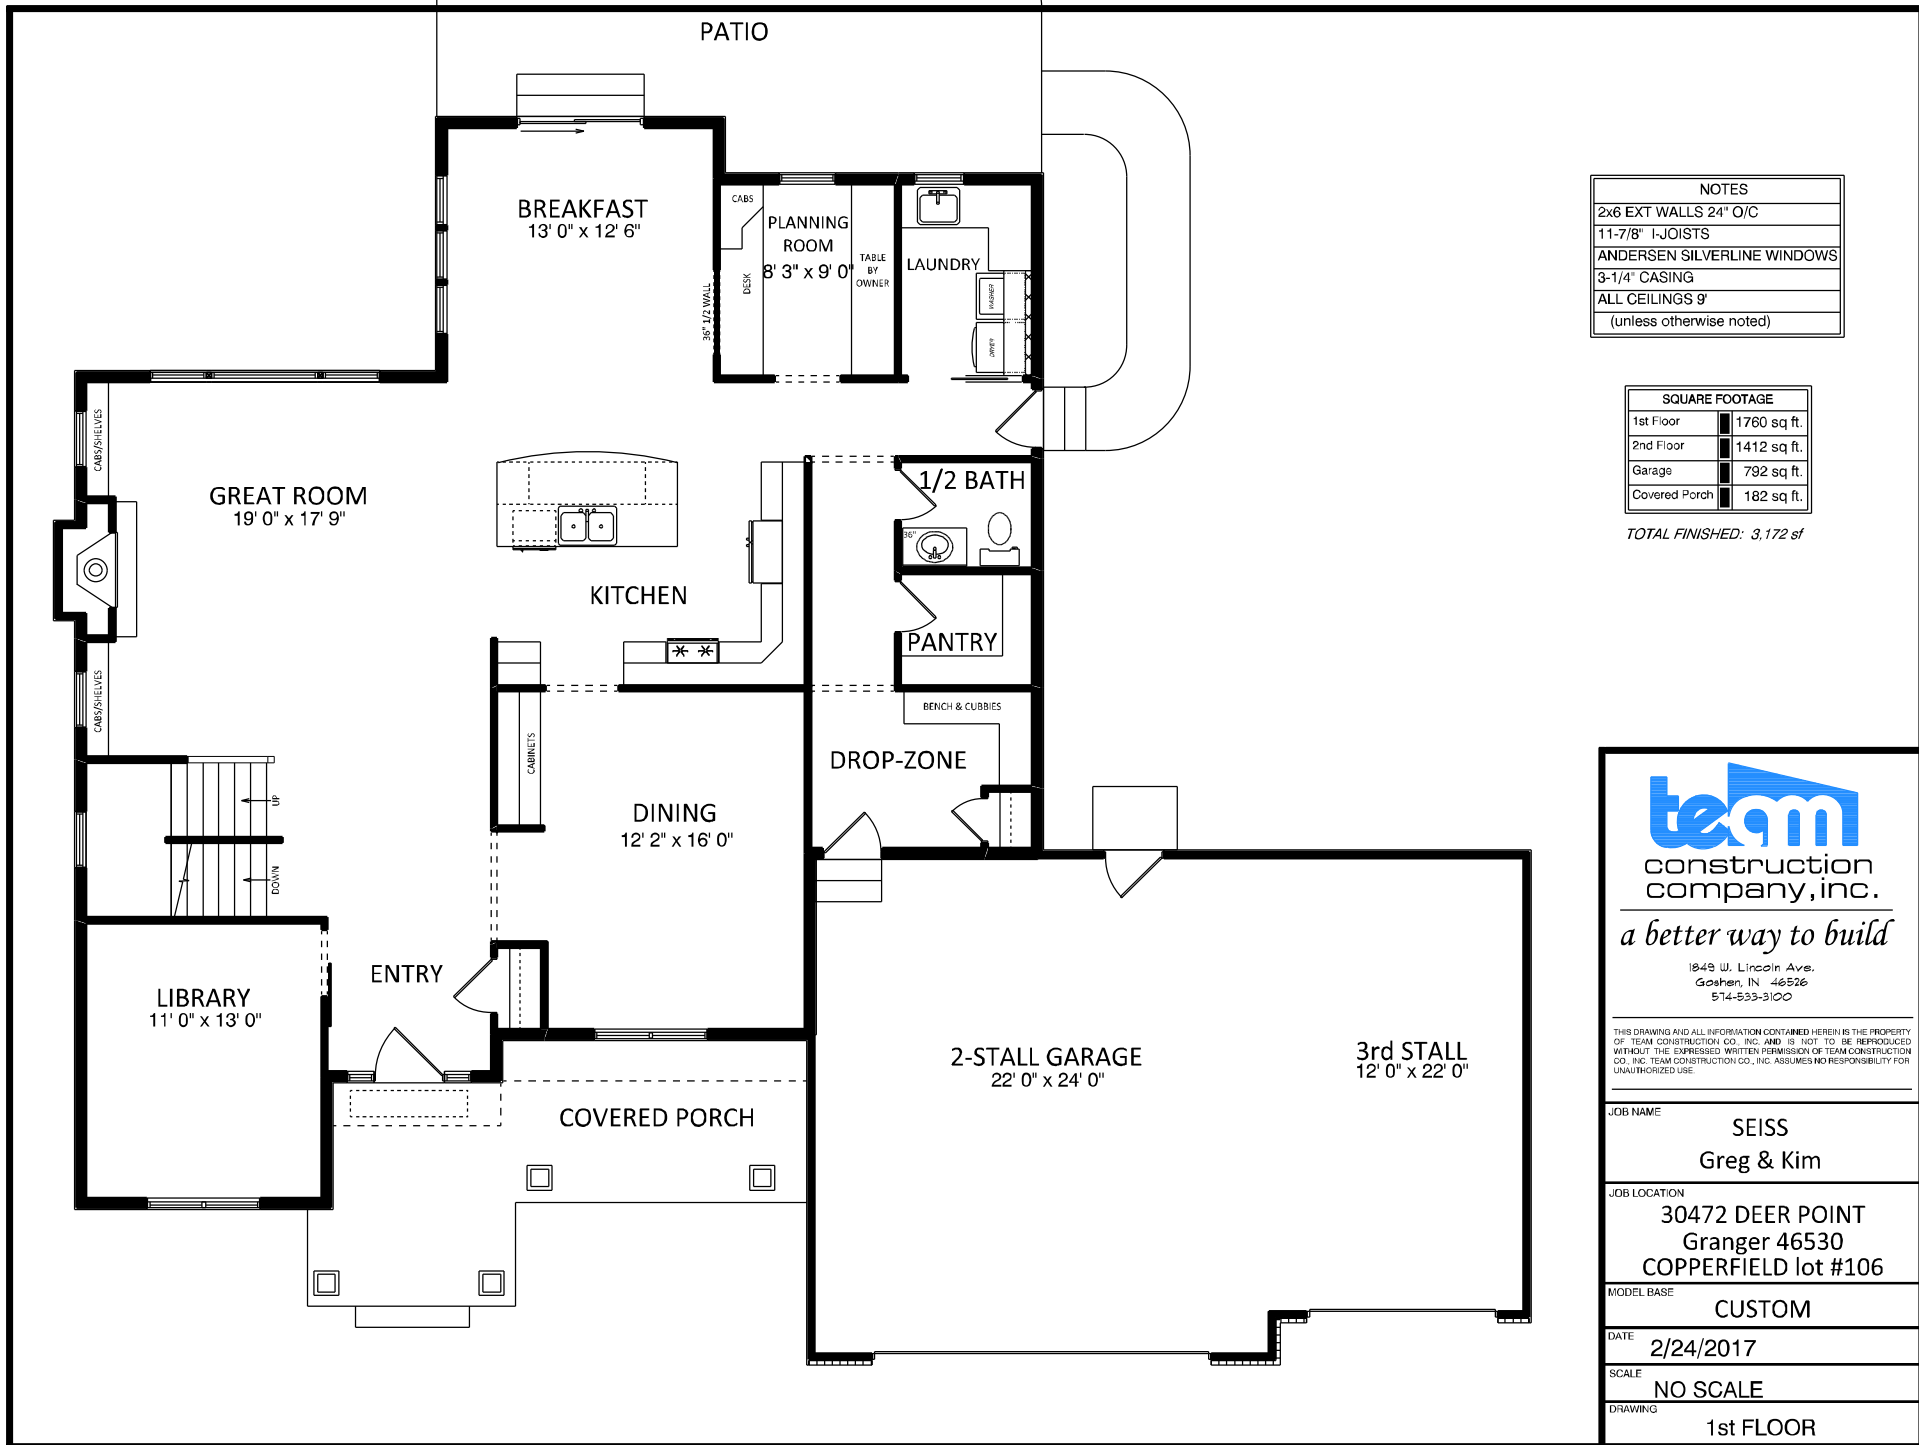 PATIO
BREAKFAST
13' 0" x 12' 6"
CABS
PLANNING
ROOM
8' 3" x 9' 0"
DESK
TABLE
BY
OWNER
36" 1/2 WALL
LAUNDRY
WASHER
DRYER
CABS/SHELVES
GREAT ROOM
19' 0" x 17' 9"
CABS/SHELVES
KITCHEN
1/2 BATH
36"
PANTRY
BENCH & CUBBIES
DROP-ZONE
CABINETS
DINING
12' 2" x 16' 0"
UP
DOWN
ENTRY
LIBRARY
11' 0" x 13' 0"
COVERED PORCH
2-STALL GARAGE
22' 0" x 24' 0"
3rd STALL
12' 0" x 22' 0"
NOTES
2x6 EXT WALLS 24" O/C
11-7/8" I-JOISTS
ANDERSEN SILVERLINE WINDOWS
3-1/4" CASING
ALL CEILINGS 9'
(unless otherwise noted)
SQUARE FOOTAGE
1st Floor 1760 sq ft.
2nd Floor 1412 sq ft.
Garage 792 sq ft.
Covered Porch 182 sq ft.
TOTAL FINISHED: 3,172 sf
team
construction
company,inc.
a better way to build
1849 W. Lincoln Ave.
Goshen, IN 46526
574-533-3100
THIS DRAWING AND ALL INFORMATION CONTAINED HEREIN IS THE PROPERTY
OF TEAM CONSTRUCTION CO., INC. AND IS NOT TO BE REPRODUCED
WITHOUT THE EXPRESSED WRITTEN PERMISSION OF TEAM CONSTRUCTION
CO., INC. TEAM CONSTRUCTION CO., INC. ASSUMES NO RESPONSIBILITY FOR
UNAUTHORIZED USE.
JOB NAME
SEISS
Greg & Kim
JOB LOCATION
30472 DEER POINT
Granger 46530
COPPERFIELD lot #106
MODEL BASE
CUSTOM
DATE
2/24/2017
SCALE
NO SCALE
DRAWING
1st FLOOR